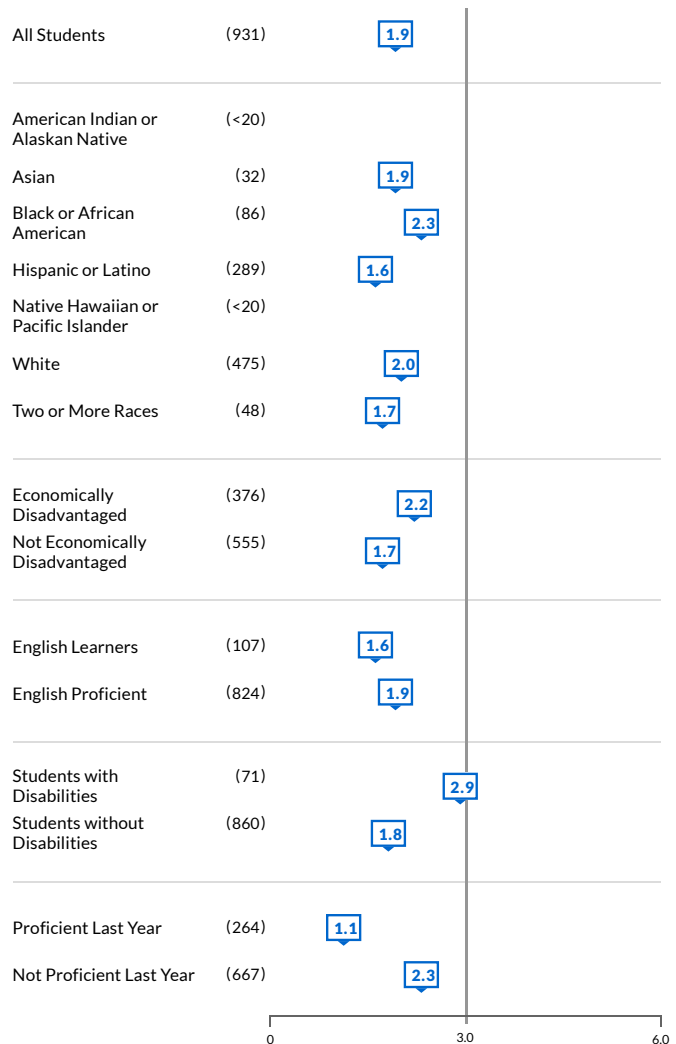 All Students (931) 1.9
American Indian or
Alaskan Native (<20)
Asian (32) 1.9
Black or African
American (86) 2.3
Hispanic or Latino (289) 1.6
Native Hawaiian or
Pacific Islander (<20)
White (475) 2.0
Two or More Races (48) 1.7
Economically
Disadvantaged (376) 2.2
Not Economically
Disadvantaged (555) 1.7
English Learners (107) 1.6
English Proficient (824) 1.9
Students with
Disabilities (71) 2.9
Students without
Disabilities (860) 1.8
Proficient Last Year (264) 1.1
Not Proficient Last Year (667) 2.3
0 3.0 6.0